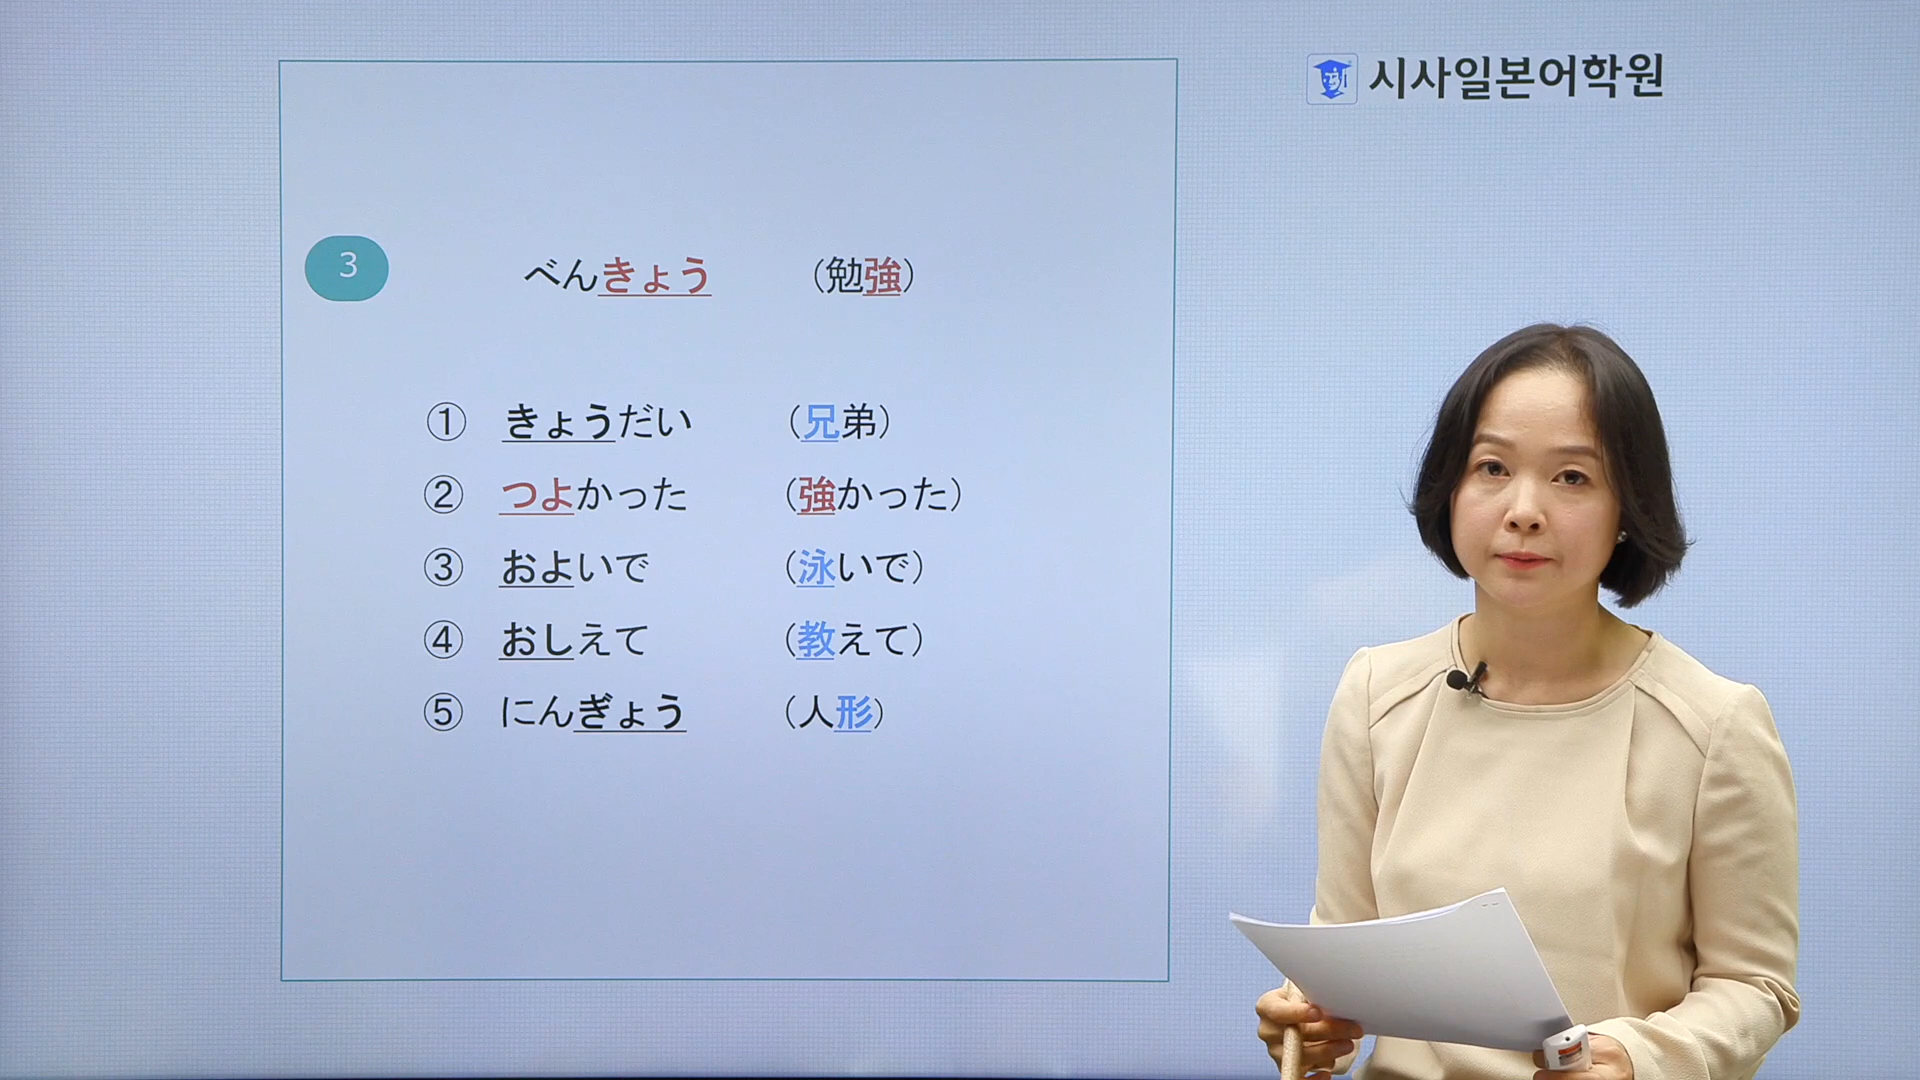 시사일본어학원
3 べんきょう (勉強)
① きょうだい (兄弟)
② つよかった (強かった)
③ およいで (泳いで)
④ おしえて (教えて)
⑤ にんぎょう (人形)